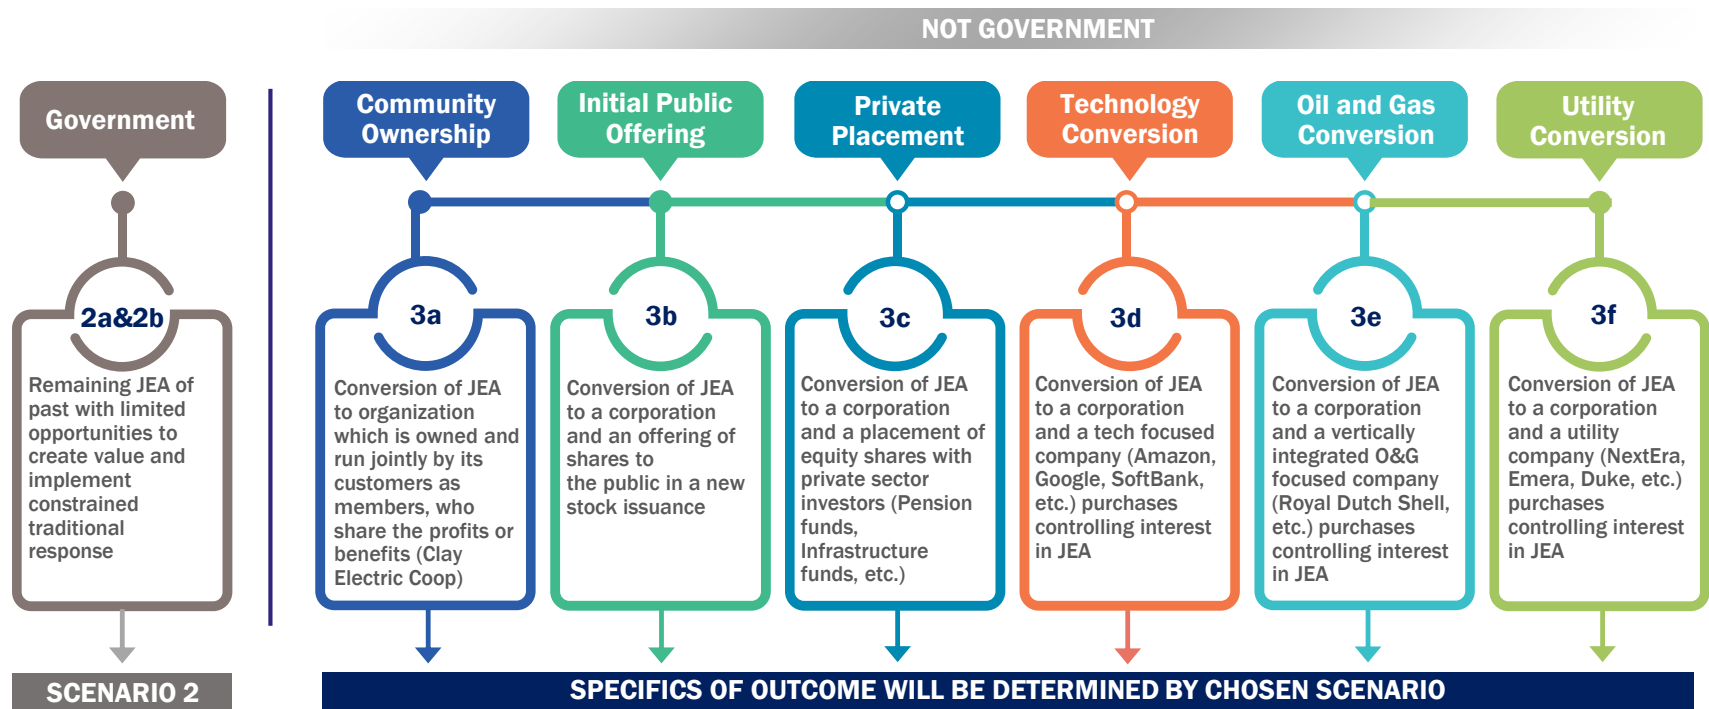 NOT GOVERNMENT
Government
Community
Ownership
Initial Public
Offering
Private
Placement
Technology
Conversion
Oil and Gas
Conversion
Utility
Conversion
2a&2b
Remaining JEA of
past with limited
opportunities to
create value and
implement
constrained
traditional
response
3a
Conversion of JEA
to organization
which is owned and
run jointly by its
customers as
members, who
share the profits or
benefits (Clay
Electric Coop)
3b
Conversion of JEA
to a corporation
and an offering of
shares to
the public in a new
stock issuance
3c
Conversion of JEA
to a corporation
and a placement of
equity shares with
private sector
investors (Pension
funds,
Infrastructure
funds, etc.)
3d
Conversion of JEA
to a corporation
and a tech focused
company (Amazon,
Google, SoftBank,
etc.) purchases
controlling interest
in JEA
3e
Conversion of JEA
to a corporation
and a vertically
integrated O&G
focused company
(Royal Dutch Shell,
etc.) purchases
controlling interest
in JEA
3f
Conversion of JEA
to a corporation
and a utility
company (NextEra,
Emera, Duke, etc.)
purchases
controlling interest
in JEA
SCENARIO 2
SPECIFICS OF OUTCOME WILL BE DETERMINED BY CHOSEN SCENARIO